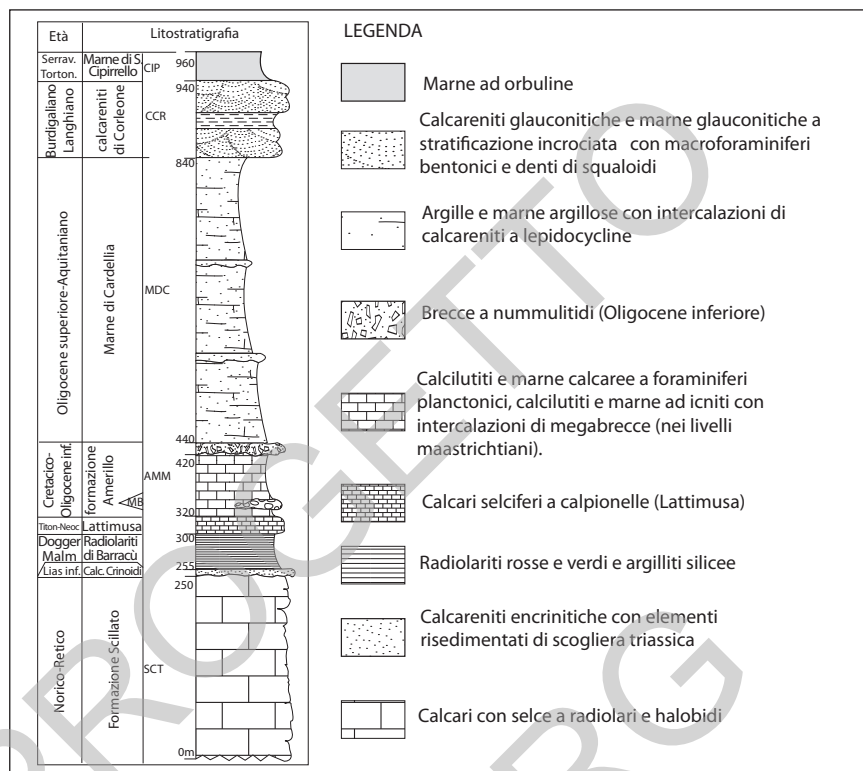 Età
Litostratigrafia
Serrav.
Torton.
Marne di S.
Cipirrello
CIP
960
940
Burdigaliano
Langhiano
calcareniti
di Corleone
CCR
840
Oligocene superiore-Aquitaniano
Marne di Cardellia
MDC
440
Cretacico-
Oligocene inf.
formazione
Amerillo
AMM
MB
420
320
Titon-Neoc
Lattimusa
300
Dogger
Malm
Radiolariti
di Barracù
255
Lias inf.
Calc. Crinoidi
250
Norico-Retico
Formazione Scillato
SCT
0m
LEGENDA
Marne ad orbuline
Calcareniti glauconitiche e marne glauconitiche a
stratificazione incrociata con macroforaminiferi
bentonici e denti di squaloidi
Argille e marne argillose con intercalazioni di
calcareniti a lepidocycline
Brecce a nummulitidi (Oligocene inferiore)
Calcilutiti e marne calcaree a foraminiferi
planctonici, calcilutiti e marne ad icniti con
intercalazioni di megabrecce (nei livelli
maastrichtiani).
Calcari selciferi a calpionelle (Lattimusa)
Radiolariti rosse e verdi e argilliti silicee
Calcareniti encrinitiche con elementi
risedimentati di scogliera triassica
Calcari con selce a radiolari e halobidi
PROGETTO